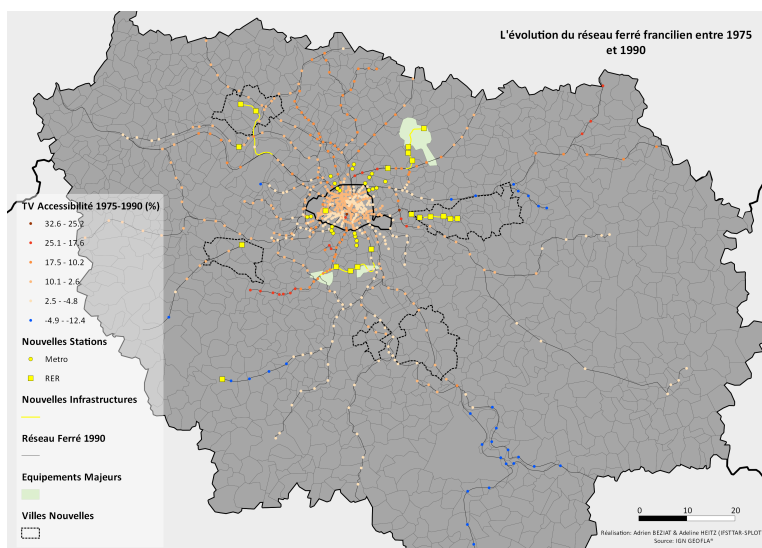 L'évolution du réseau ferré francilien entre 1975
et 1990
TV Accessibilité 1975-1990 (%)
32.6 - 25.2
25.1 - 17.6
17.5 - 10.2
10.1 - 2.6
2.5 - -4.8
-4.9 - -12.4
Nouvelles Stations
Metro
RER
Nouvelles Infrastructures
Réseau Ferré 1990
Equipements Majeurs
Villes Nouvelles
0 10 20
Réalisation: Adrien BEZIAT & Adeline HEITZ (IFSTTAR-SPLOTT
Source: IGN GEOFLA®